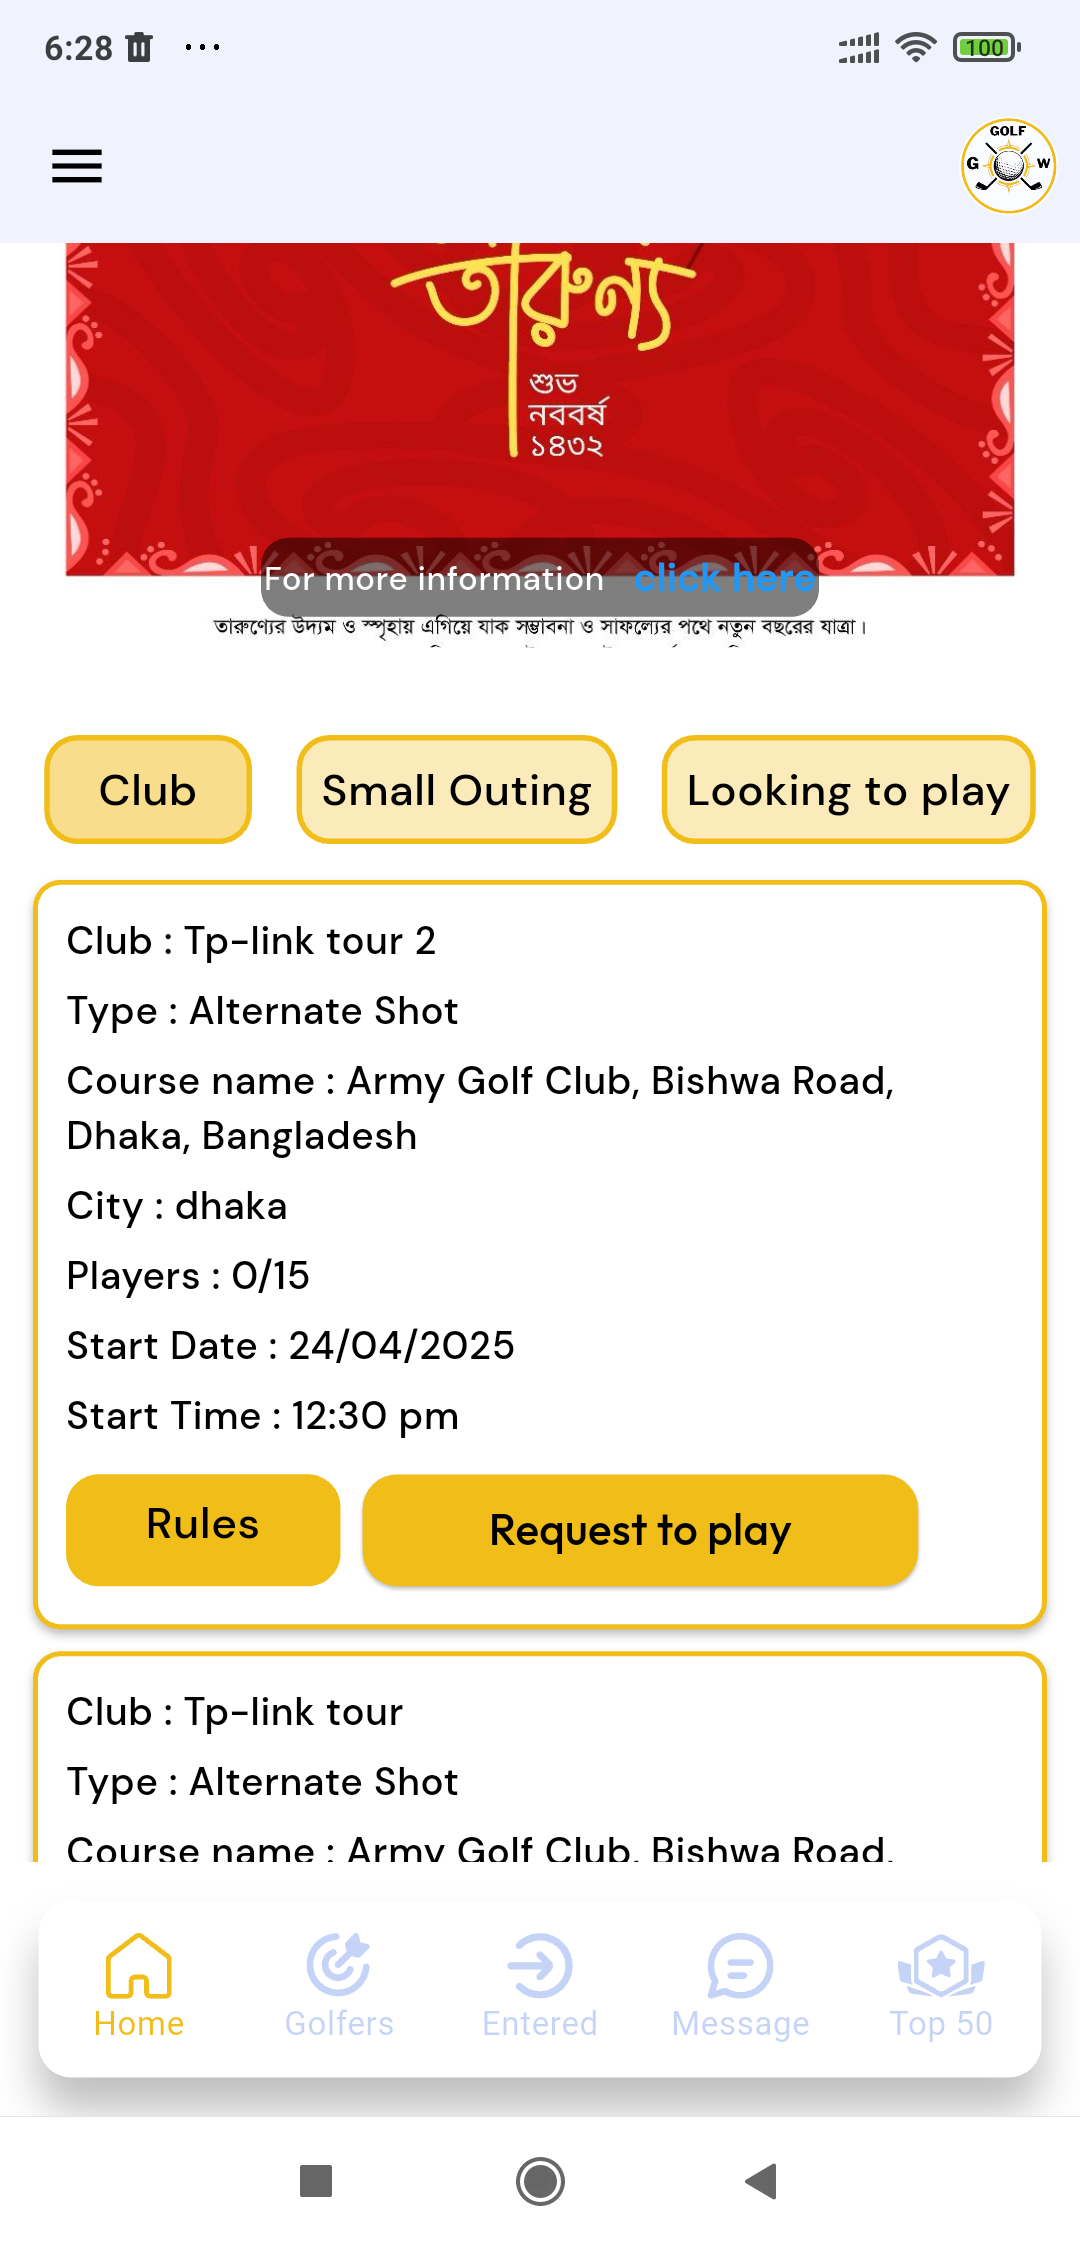 6:28
100
GOLF
G W
তারুণ্য
শুভ
নববর্ষ
১৪৩২
For more information click here
তারুণ্যের উদ্যম ও স্পৃহায় এগিয়ে যাক সম্ভাবনা ও সাফল্যের পথে নতুন বছরের যাত্রা।
Club
Small Outing
Looking to play
Club : Tp-link tour 2
Type : Alternate Shot
Course name : Army Golf Club, Bishwa Road,
Dhaka, Bangladesh
City : dhaka
Players : 0/15
Start Date : 24/04/2025
Start Time : 12:30 pm
Rules
Request to play
Club : Tp-link tour
Type : Alternate Shot
Course name : Army Golf Club, Bishwa Road,
Home
Golfers
Entered
Message
Top 50